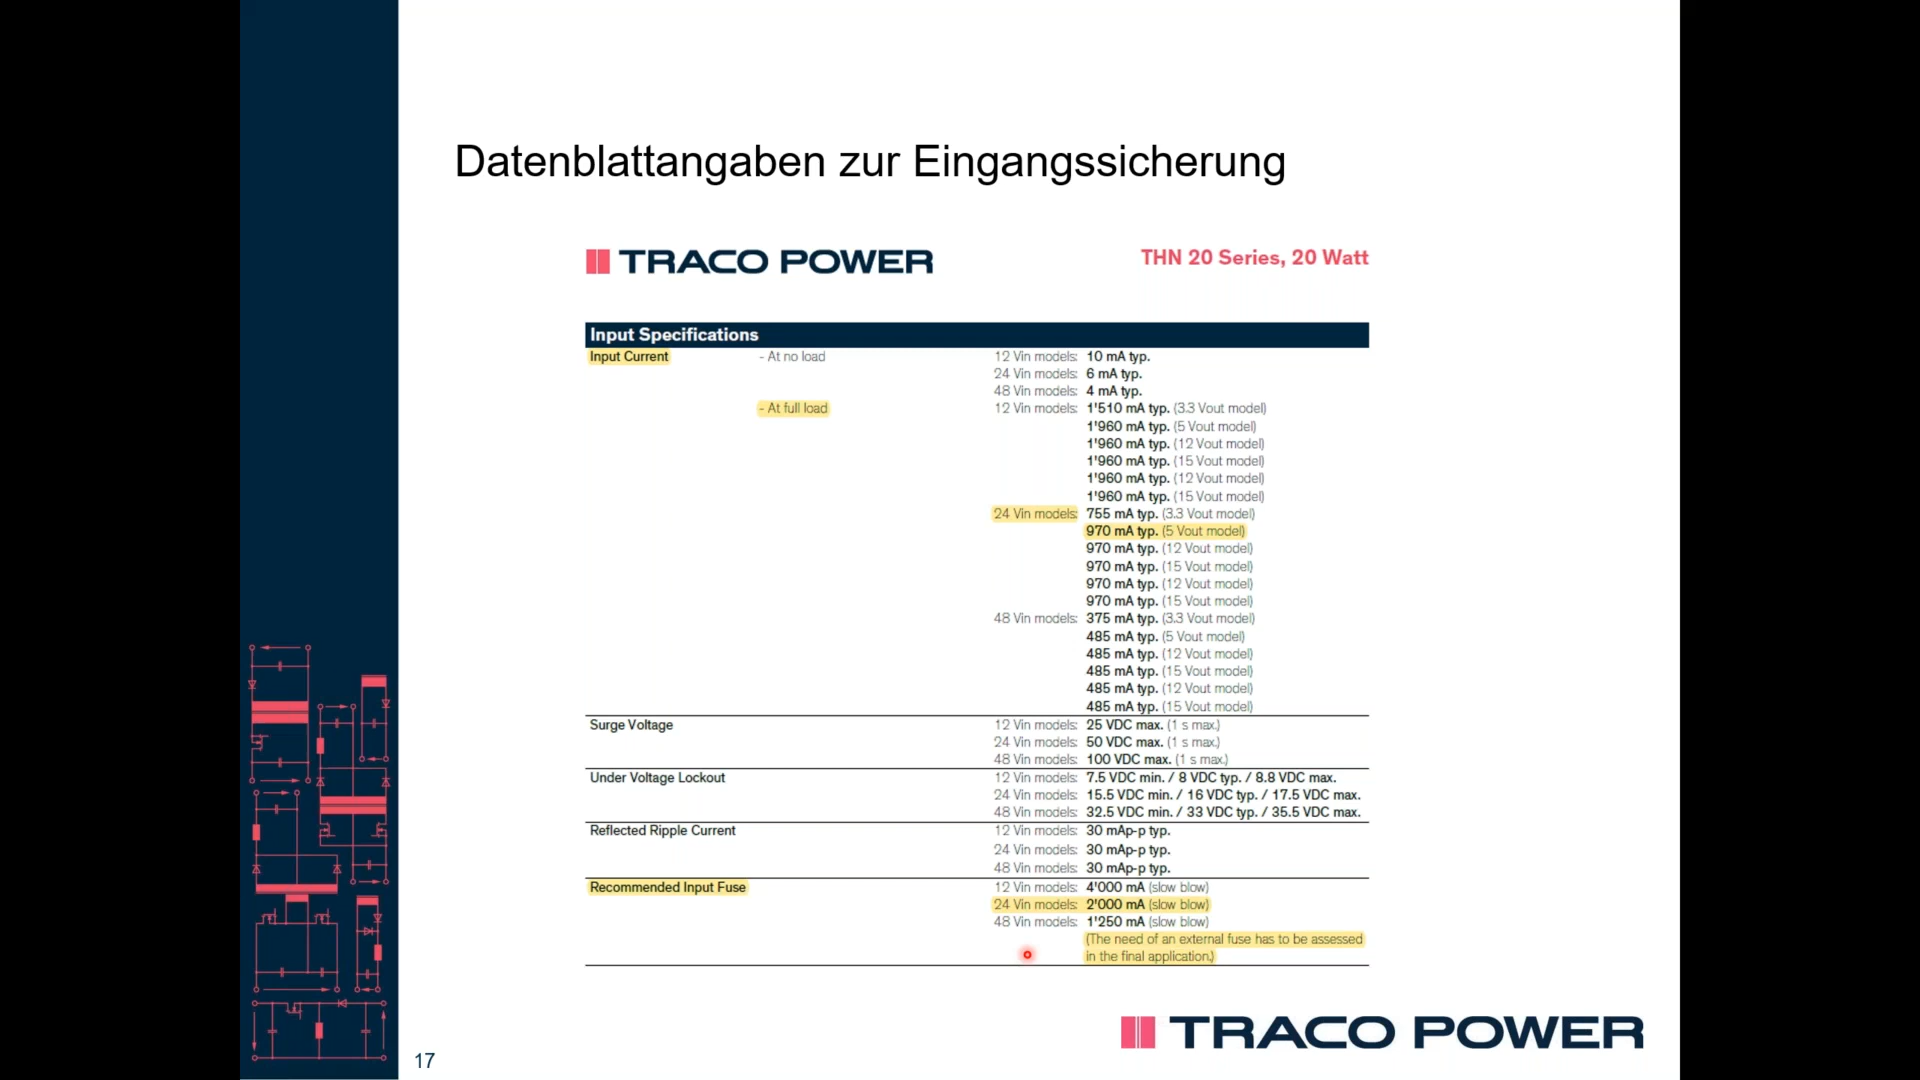 Datenblattangaben zur Eingangssicherung
TRACO POWER
THN 20 Series, 20 Watt
Input Specifications
Input Current - At no load 12 Vin models: 10 mA typ.
24 Vin models: 6 mA typ.
48 Vin models: 4 mA typ.
- At full load 12 Vin models: 1'510 mA typ. (3.3 Vout model)
1'960 mA typ. (5 Vout model)
1'960 mA typ. (12 Vout model)
1'960 mA typ. (15 Vout model)
1'960 mA typ. (12 Vout model)
1'960 mA typ. (15 Vout model)
24 Vin models: 755 mA typ. (3.3 Vout model)
970 mA typ. (5 Vout model)
970 mA typ. (12 Vout model)
970 mA typ. (15 Vout model)
970 mA typ. (12 Vout model)
970 mA typ. (15 Vout model)
48 Vin models: 375 mA typ. (3.3 Vout model)
485 mA typ. (5 Vout model)
485 mA typ. (12 Vout model)
485 mA typ. (15 Vout model)
485 mA typ. (12 Vout model)
485 mA typ. (15 Vout model)
Surge Voltage 12 Vin models: 25 VDC max. (1 s max.)
24 Vin models: 50 VDC max. (1 s max.)
48 Vin models: 100 VDC max. (1 s max.)
Under Voltage Lockout 12 Vin models: 7.5 VDC min. / 8 VDC typ. / 8.8 VDC max.
24 Vin models: 15.5 VDC min. / 16 VDC typ. / 17.5 VDC max.
48 Vin models: 32.5 VDC min. / 33 VDC typ. / 35.5 VDC max.
Reflected Ripple Current 12 Vin models: 30 mAp-p typ.
24 Vin models: 30 mAp-p typ.
48 Vin models: 30 mAp-p typ.
Recommended Input Fuse 12 Vin models: 4'000 mA (slow blow)
24 Vin models: 2'000 mA (slow blow)
48 Vin models: 1'250 mA (slow blow)
(The need of an external fuse has to be assessed
in the final application.)
TRACO POWER
17